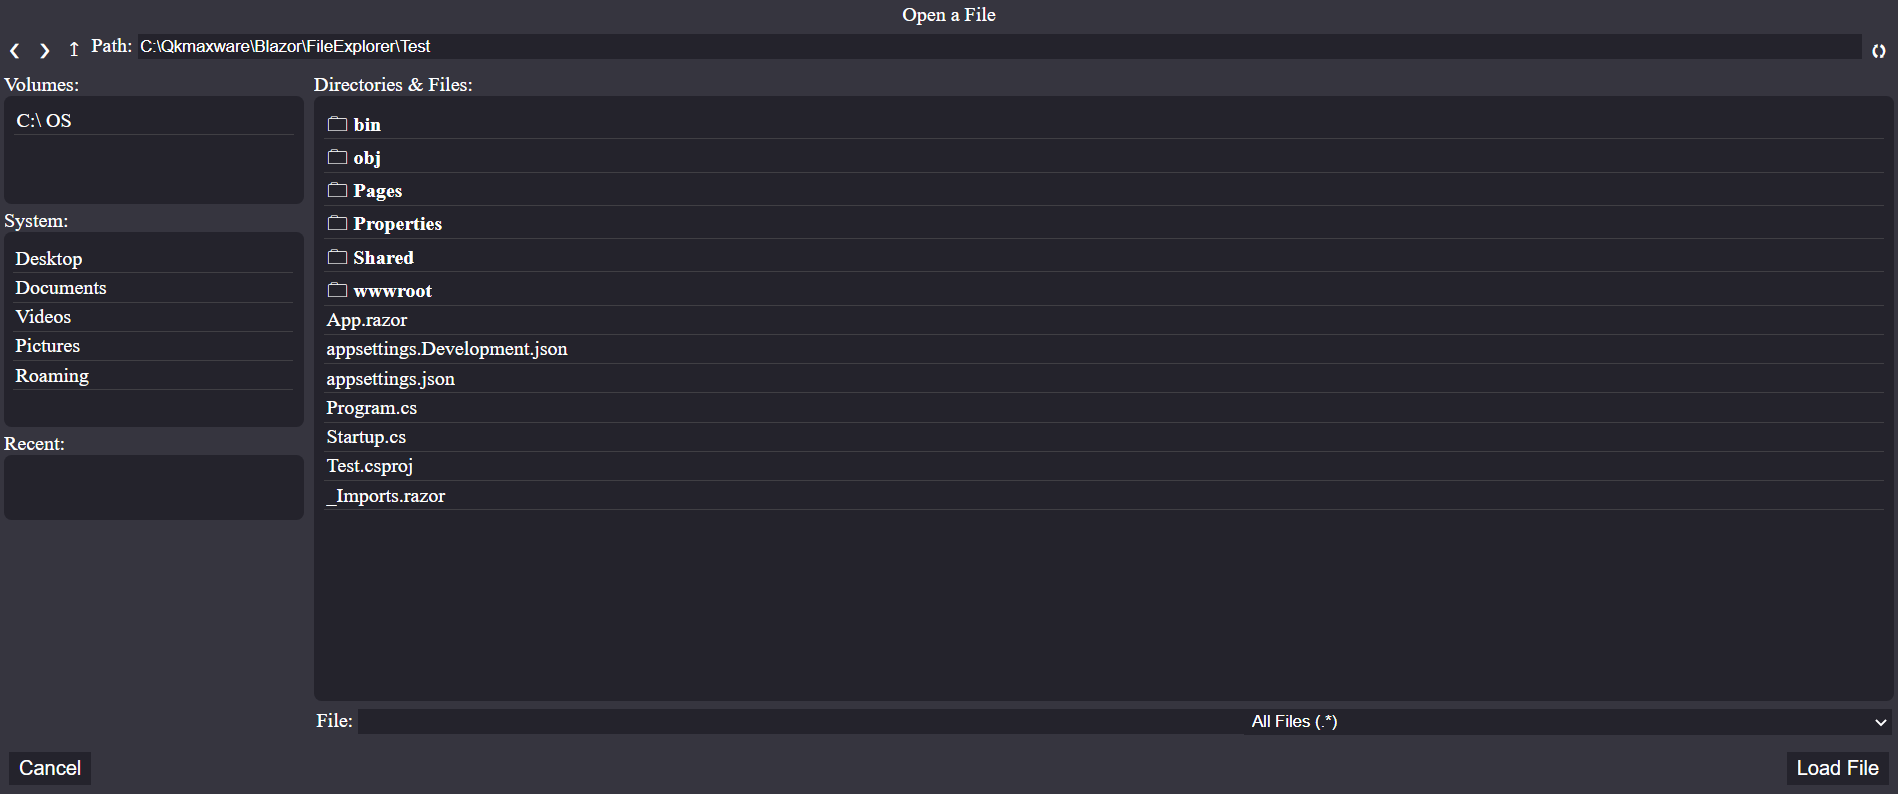 Open a File
Path: C:\Qkmaxware\Blazor\FileExplorer\Test
Volumes:
C:\ OS
System:
Desktop
Documents
Videos
Pictures
Roaming
Recent:
Directories & Files:
bin
obj
Pages
Properties
Shared
wwwroot
App.razor
appsettings.Development.json
appsettings.json
Program.cs
Startup.cs
Test.csproj
_Imports.razor
File: All Files (.*)
Cancel Load File